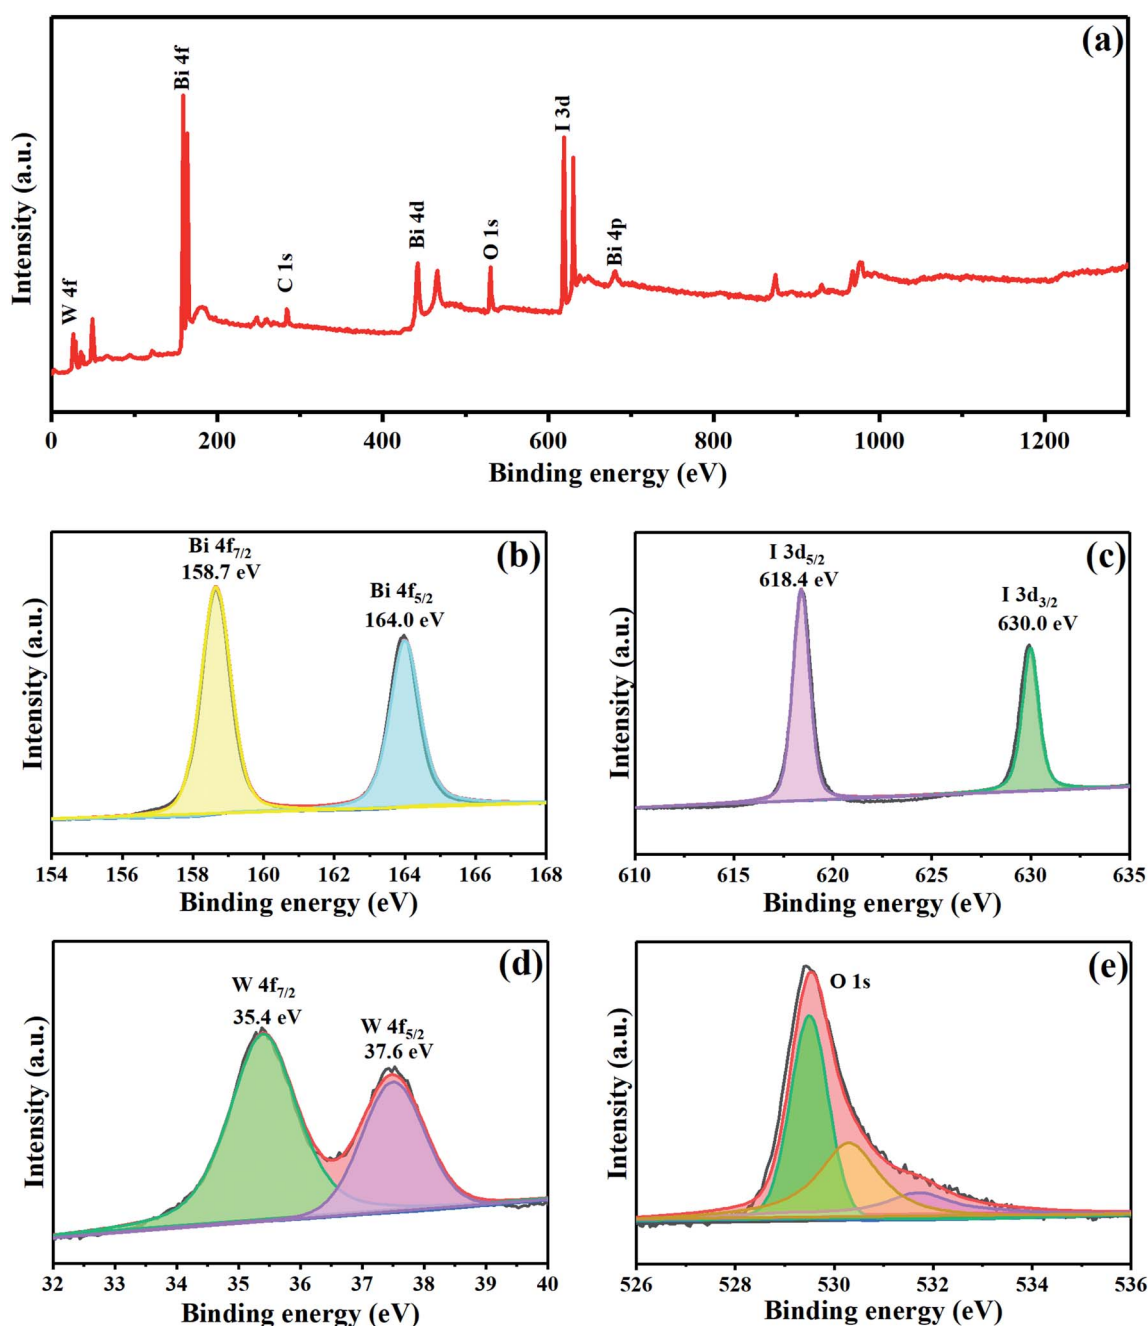 (a)
Bi 4f
I 3d
Bi 4d
O 1s
Bi 4p
C 1s
W 4f
Intensity (a.u.)
0 200 400 600 800 1000 1200
Binding energy (eV)
(b)
Bi 4f7/2
158.7 eV
Bi 4f5/2
164.0 eV
Intensity (a.u.)
154 156 158 160 162 164 166 168
Binding energy (eV)
(c)
I 3d5/2
618.4 eV
I 3d3/2
630.0 eV
Intensity (a.u.)
610 615 620 625 630 635
Binding energy (eV)
(d)
W 4f7/2
35.4 eV
W 4f5/2
37.6 eV
Intensity (a.u.)
32 33 34 35 36 37 38 39 40
Binding energy (eV)
(e)
O 1s
Intensity (a.u.)
526 528 530 532 534 536
Binding energy (eV)